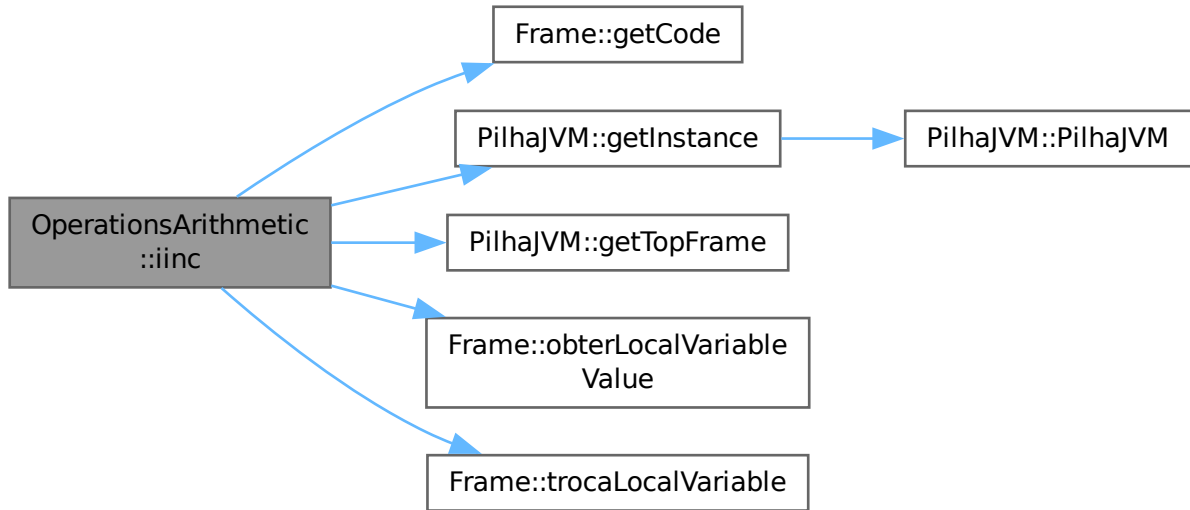 Frame::getCode
PilhaJVM::getInstance
PilhaJVM::PilhaJVM
OperationsArithmetic
::iinc
PilhaJVM::getTopFrame
Frame::obterLocalVariable
Value
Frame::trocaLocalVariable